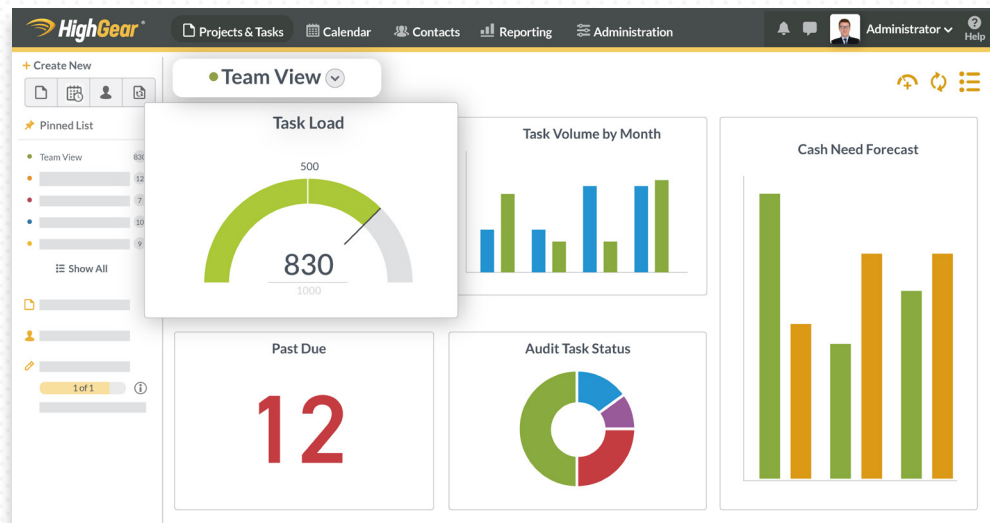 HighGear
Projects & Tasks
Calendar
Contacts
Reporting
Administration
Administrator
?
Help
+ Create New
Pinned List
Team View
830
12
7
10
9
Show All
1 of 1
i
Team View
Task Load
500
830
1000
Task Volume by Month
Cash Need Forecast
Past Due
12
Audit Task Status